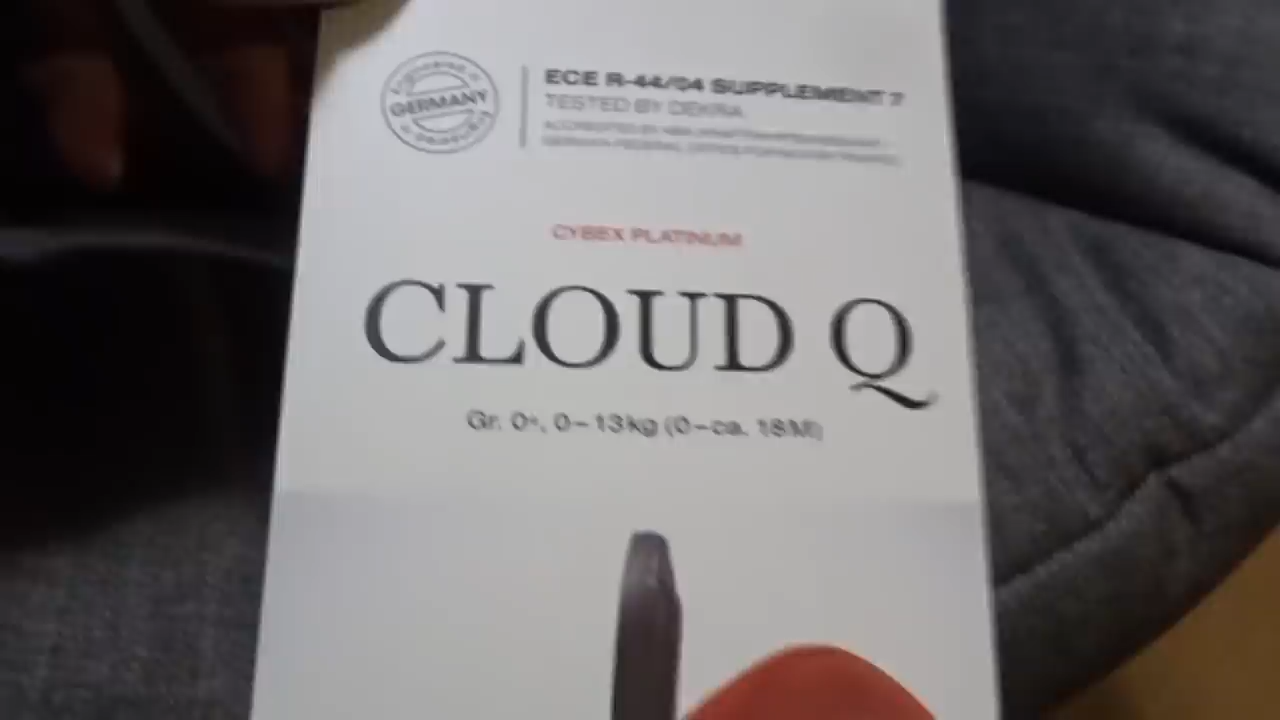 GERMANY
ECE R-44/04 SUPPLEMENT 7
TESTED BY DEKRA
CYBEX PLATINUM
CLOUD Q
Gr. 0+, 0–13kg (0–ca. 18M)